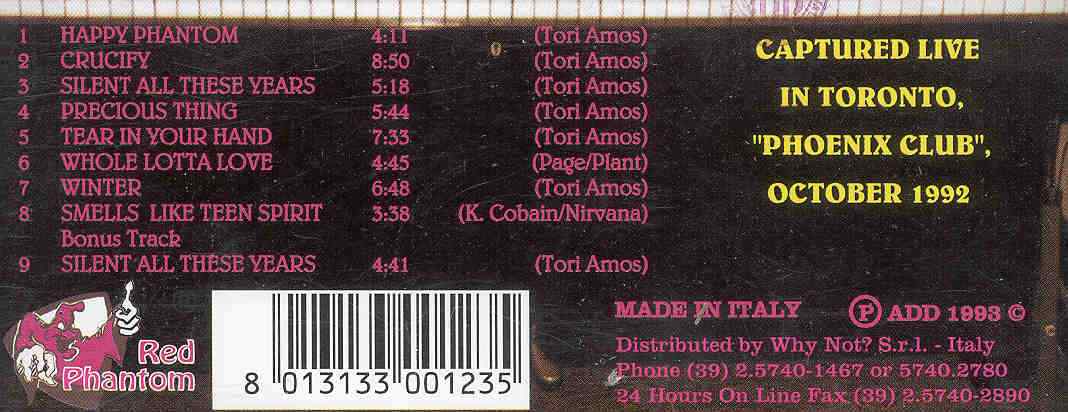 1 HAPPY PHANTOM 4:11 (Tori Amos)
2 CRUCIFY 8:50 (Tori Amos)
3 SILENT ALL THESE YEARS 5:18 (Tori Amos)
4 PRECIOUS THING 5:44 (Tori Amos)
5 TEAR IN YOUR HAND 7:33 (Tori Amos)
6 WHOLE LOTTA LOVE 4:45 (Page/Plant)
7 WINTER 6:48 (Tori Amos)
8 SMELLS LIKE TEEN SPIRIT 3:38 (K. Cobain/Nirvana)
Bonus Track
9 SILENT ALL THESE YEARS 4:41 (Tori Amos)
CAPTURED LIVE
IN TORONTO,
"PHOENIX CLUB",
OCTOBER 1992
Red
Phantom
8 013133 001235
MADE IN ITALY ℗ ADD 1993 ©
Distributed by Why Not? S.r.l. - Italy
Phone (39) 2.5740-1467 or 5740.2780
24 Hours On Line Fax (39) 2.5740-2890